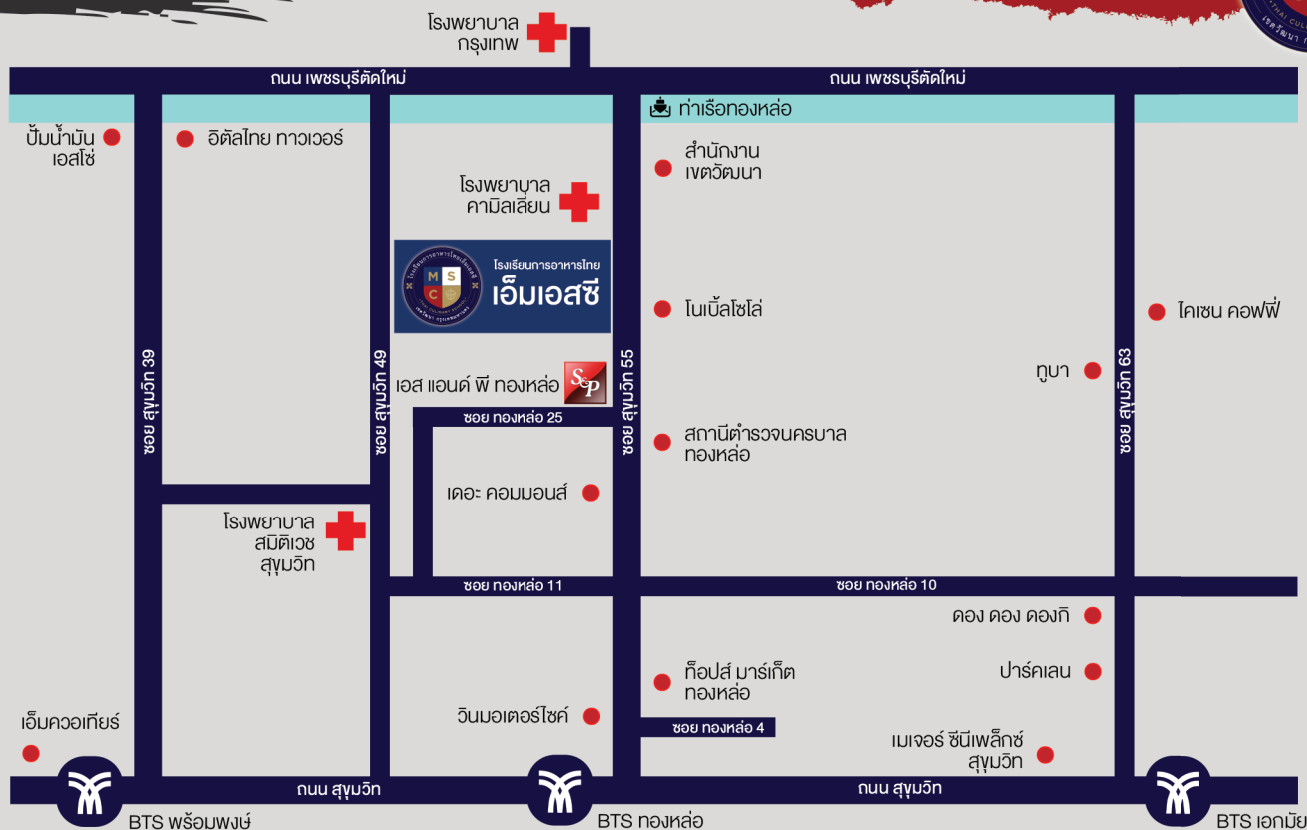 โรงพยาบาล
กรุงเทพ
ถนน เพชรบุรีตัดใหม่
ถนน เพชรบุรีตัดใหม่
ท่าเรือทองหล่อ
ปั้มน้ำมัน
เอสโซ่
อิตัลไทย ทาวเวอร์
สำนักงาน
เขตวัฒนา
โรงพยาบาล
คามิลเลี่ยน
โรงเรียนการอาหารไทย
เอ็มเอสซี
M S
C
โนเบิ้ลโซโล่
ไคเซน คอฟฟี่
ซอย สุขุมวิท 39
ซอย สุขุมวิท 49
ซอย สุขุมวิท 55
ซอย สุขุมวิท 63
เอส แอนด์ พี ทองหล่อ
S&P
ทูบา
ซอย ทองหล่อ 25
สถานีตำรวจนครบาล
ทองหล่อ
เดอะ คอมมอนส์
โรงพยาบาล
สมิติเวช
สุขุมวิท
ซอย ทองหล่อ 11
ซอย ทองหล่อ 10
ดอง ดอง ดองกิ
ท็อปส์ มาร์เก็ต
ทองหล่อ
ปาร์คเลน
เอ็มควอเทียร์
วินมอเตอร์ไซค์
ซอย ทองหล่อ 4
เมเจอร์ ซีนีเพล็กซ์
สุขุมวิท
ถนน สุขุมวิท
ถนน สุขุมวิท
BTS พร้อมพงษ์
BTS ทองหล่อ
BTS เอกมัย